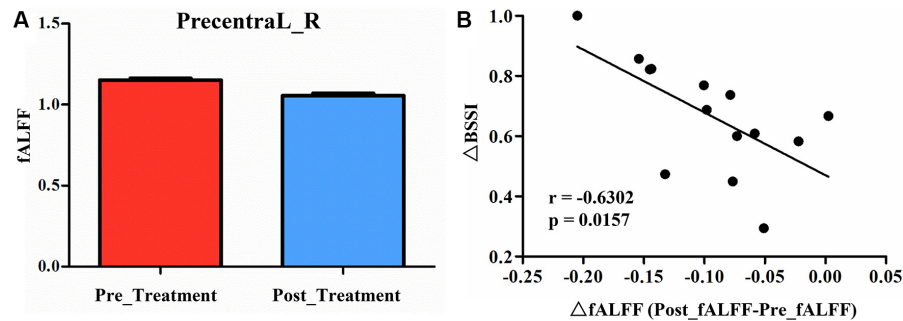 A
PrecentraL_R
fALFF
1.5
1.0
0.5
0.0
Pre_Treatment
Post_Treatment
B
△BSSI
1.0
0.8
0.6
0.4
0.2
r = -0.6302
p = 0.0157
-0.25 -0.20 -0.15 -0.10 -0.05 0.00 0.05
△fALFF (Post_fALFF-Pre_fALFF)